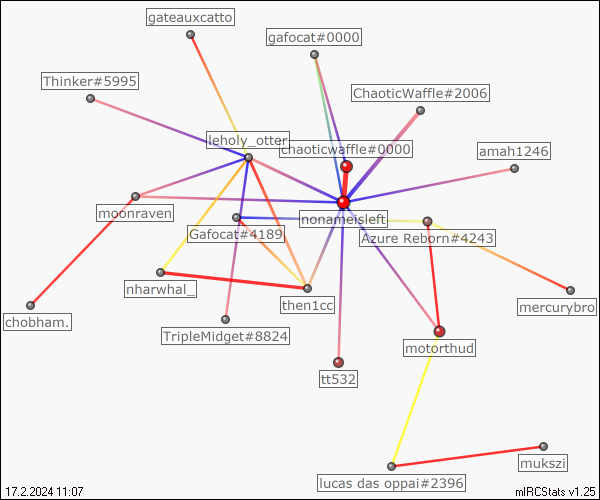 gateauxcatto
gafocat#0000
Thinker#5995
ChaoticWaffle#2006
leholy_otter
chaoticwaffle#0000
amah1246
moonraven
nonameisleft
Gafocat#4189
Azure Reborn#4243
nharwhal_
then1cc
mercurybro
chobham.
TripleMidget#8824
motorthud
tt532
mukszi
lucas das oppai#2396
17.2.2024 11:07
mIRCStats v1.25